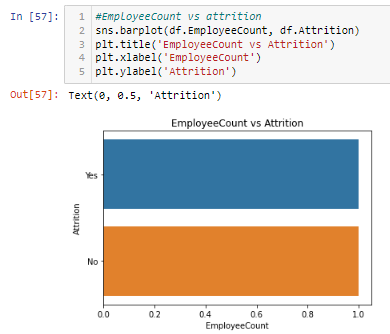 In [57]:
1 #EmployeeCount vs attrition
2 sns.barplot(df.EmployeeCount, df.Attrition)
3 plt.title('EmployeeCount vs Attrition')
4 plt.xlabel('EmployeeCount')
5 plt.ylabel('Attrition')
Out[57]: Text(0, 0.5, 'Attrition')
EmployeeCount vs Attrition
Yes
Attrition
No
0.0 0.2 0.4 0.6 0.8 1.0
EmployeeCount